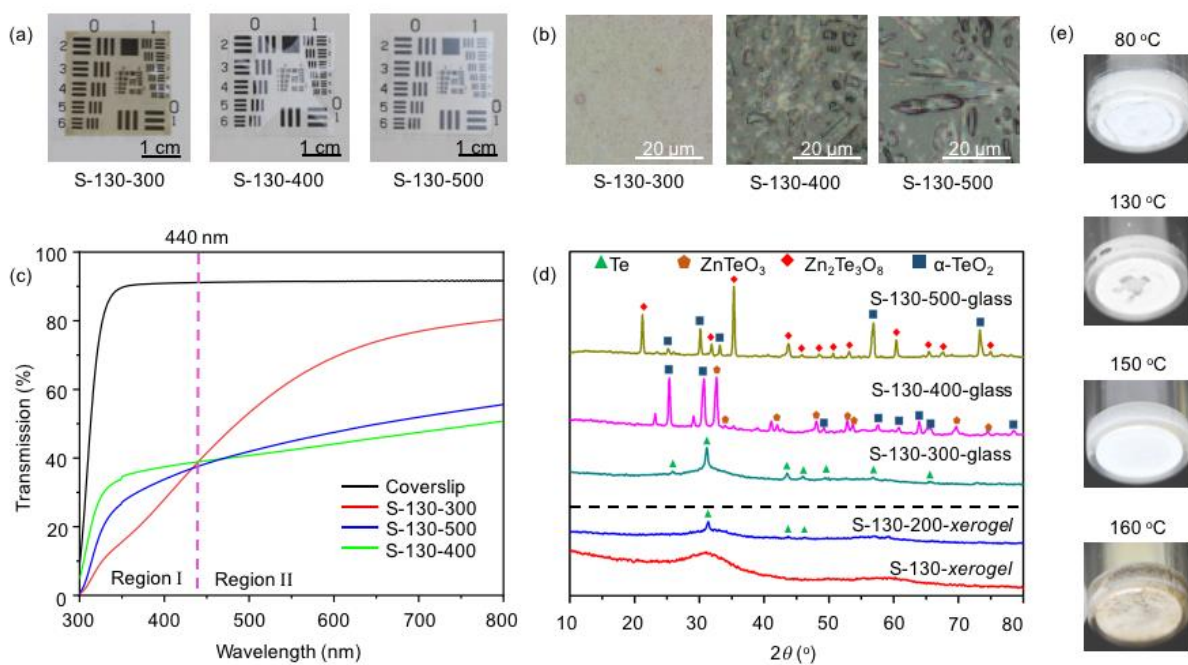 (a)
0 1
2
3
4
5
6
0
1
1 cm
S-130-300
0 1
2
3
4
5
6
0
1
1 cm
S-130-400
0 1
2
3
4
5
6
0
1
1 cm
S-130-500
(b)
20 µm
S-130-300
20 µm
S-130-400
20 µm
S-130-500
(c)
440 nm
Transmission (%)
100
80
60
40
20
0
Coverslip
S-130-300
S-130-500
S-130-400
Region I
Region II
300 400 500 600 700 800
Wavelength (nm)
(d)
Te ZnTeO₃ Zn₂Te₃O₈ α-TeO₂
S-130-500-glass
S-130-400-glass
S-130-300-glass
S-130-200-xerogel
S-130-xerogel
10 20 30 40 50 60 70 80
2θ (°)
(e)
80 °C
130 °C
150 °C
160 °C